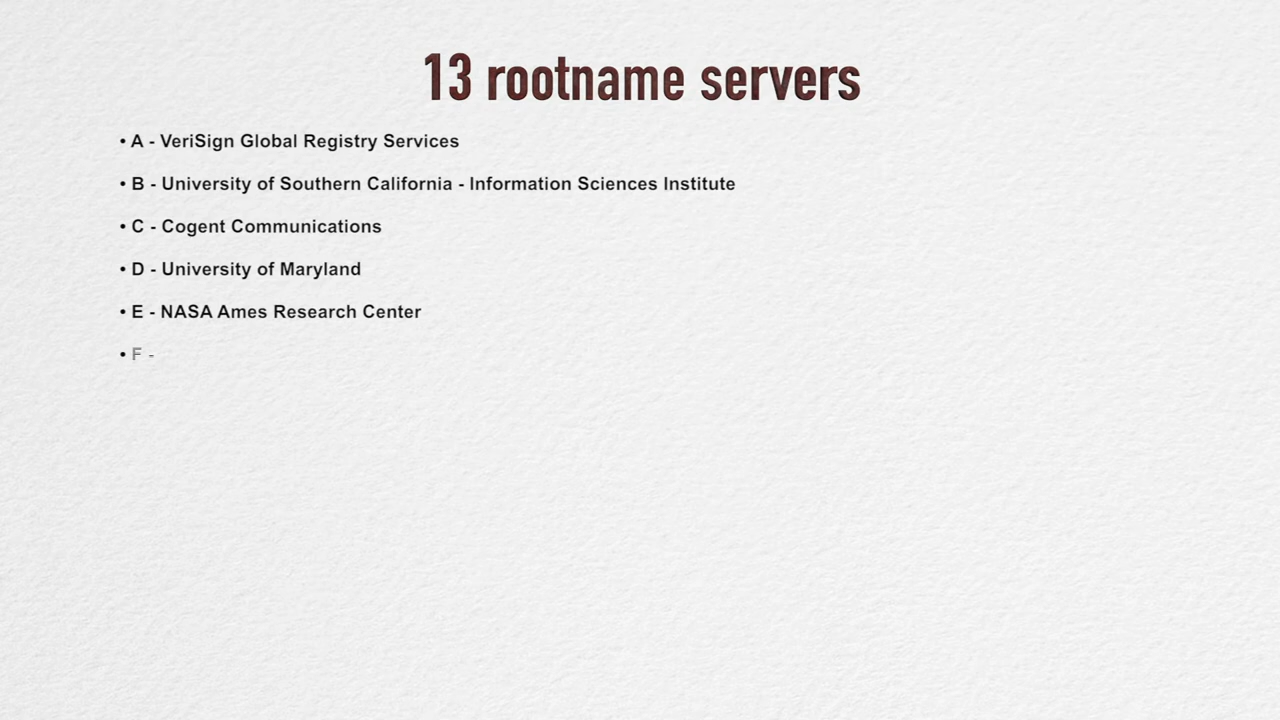 13 rootname servers
• A - VeriSign Global Registry Services
• B - University of Southern California - Information Sciences Institute
• C - Cogent Communications
• D - University of Maryland
• E - NASA Ames Research Center
• F -